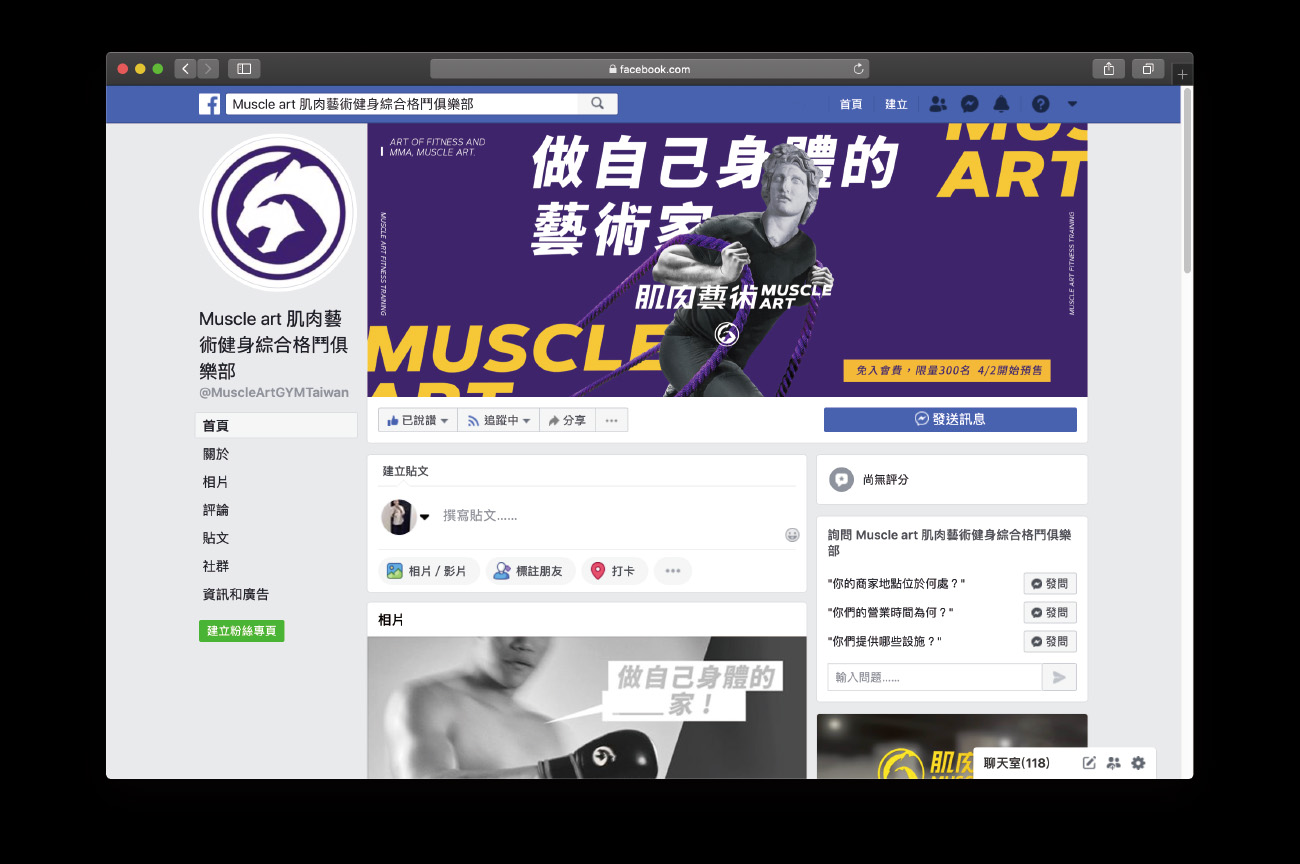 facebook.com
Muscle art 肌肉藝術健身綜合格鬥俱樂部
首頁
建立
ART OF FITNESS AND
MMA, MUSCLE ART.
做自己身體的
藝術家
MUSCLE ART FITNESS TRAINING
MUS
ART
MUSCLE ART FITNESS TRAINING
肌肉藝術 MUSCLE
ART
MUSCLE
ART
免入會費，限量300名 4/2開始預售
Muscle art 肌肉藝
術健身綜合格鬥俱
樂部
@MuscleArtGYMTaiwan
首頁
關於
相片
評論
貼文
社群
資訊和廣告
建立粉絲專頁
已說讚
追蹤中
分享
發送訊息
建立貼文
撰寫貼文......
相片 / 影片
標註朋友
打卡
相片
做自己身體的
____家！
尚無評分
詢問 Muscle art 肌肉藝術健身綜合格鬥俱樂
部
"你的商家地點位於何處？"
發問
"你們的營業時間為何？"
發問
"你們提供哪些設施？"
發問
輸入問題......
肌肉
聊天室(118)